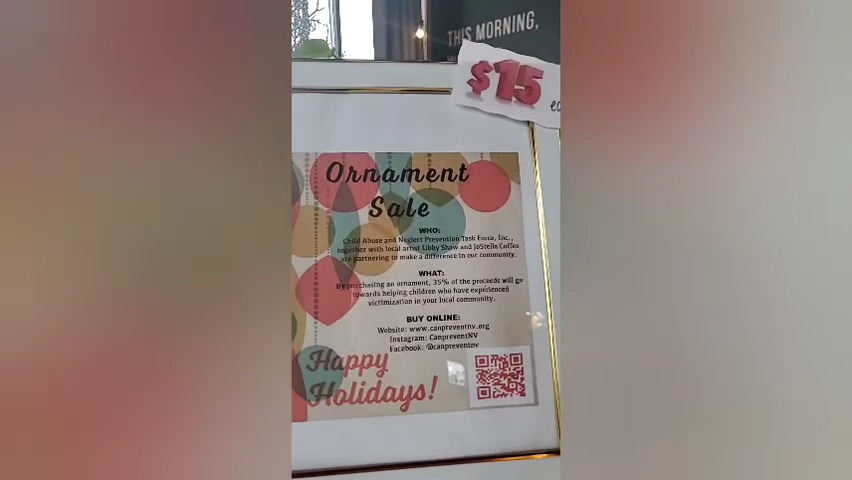 THIS MORNING,
$15
Ornament
Sale
WHO:
Child Abuse and Neglect Prevention Task Force, Inc.,
together with local artist Libby Shaw and JoStella Coffee
are partnering to make a difference in our community.
WHAT:
By purchasing an ornament, 35% of the proceeds will go
towards helping children who have experienced
victimization in your local community.
BUY ONLINE:
Website: www.canpreventnv.org
Instagram: CanpreventNV
Facebook: @canpreventnv
Happy
Holidays!